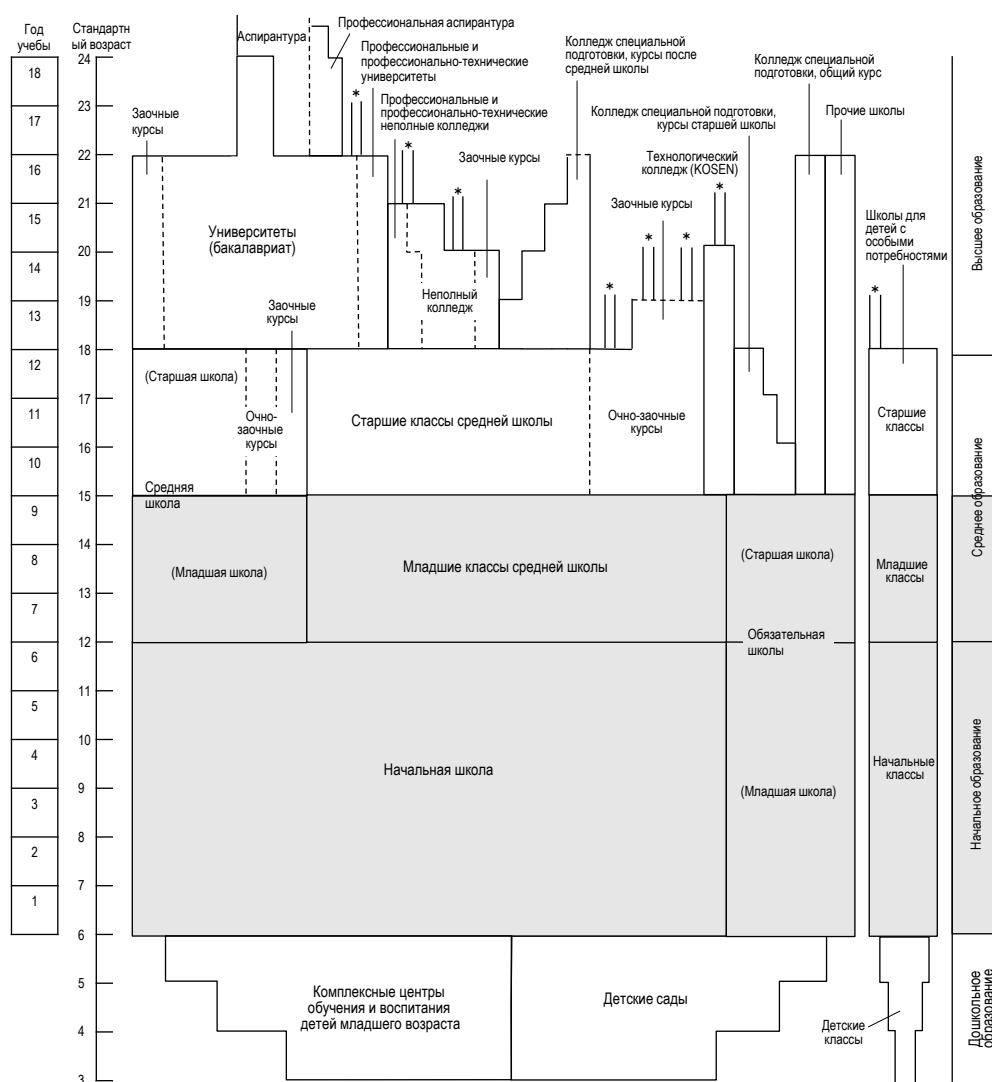 Год
учебы
Стандартн
ый возраст
Аспирантура
Профессиональная аспирантура
Профессиональные и
профессионально-технические
университеты
Профессиональные и
профессионально-технические
неполные колледжи
Заочные
курсы
Заочные курсы
Колледж специальной
подготовки, курсы после
средней школы
Колледж специальной
подготовки, общий курс
Колледж специальной подготовки,
курсы старшей школы
Прочие школы
Технологический
колледж (KOSEN)
Заочные курсы
Школы для
детей с
особыми
потребностями
Университеты
(бакалавриат)
Неполный
колледж
Заочные
курсы
*
*
*
*
*
*
*
*
(Старшая школа)
Очно-
заочные
курсы
Старшие классы средней школы
Очно-заочные
курсы
Старшие
классы
Средняя
школа
(Младшая школа)
Младшие классы средней школы
(Старшая школа)
Младшие
классы
Обязательная
школы
Начальная школа
(Младшая школа)
Начальные
классы
Комплексные центры
обучения и воспитания
детей младшего возраста
Детские сады
Детские
классы
Высшее образование
Среднее образование
Начальное образование
Дошкольное
образование
18
17
16
15
14
13
12
11
10
9
8
7
6
5
4
3
2
1
24
23
22
21
20
19
18
17
16
15
14
13
12
11
10
9
8
7
6
5
4
3